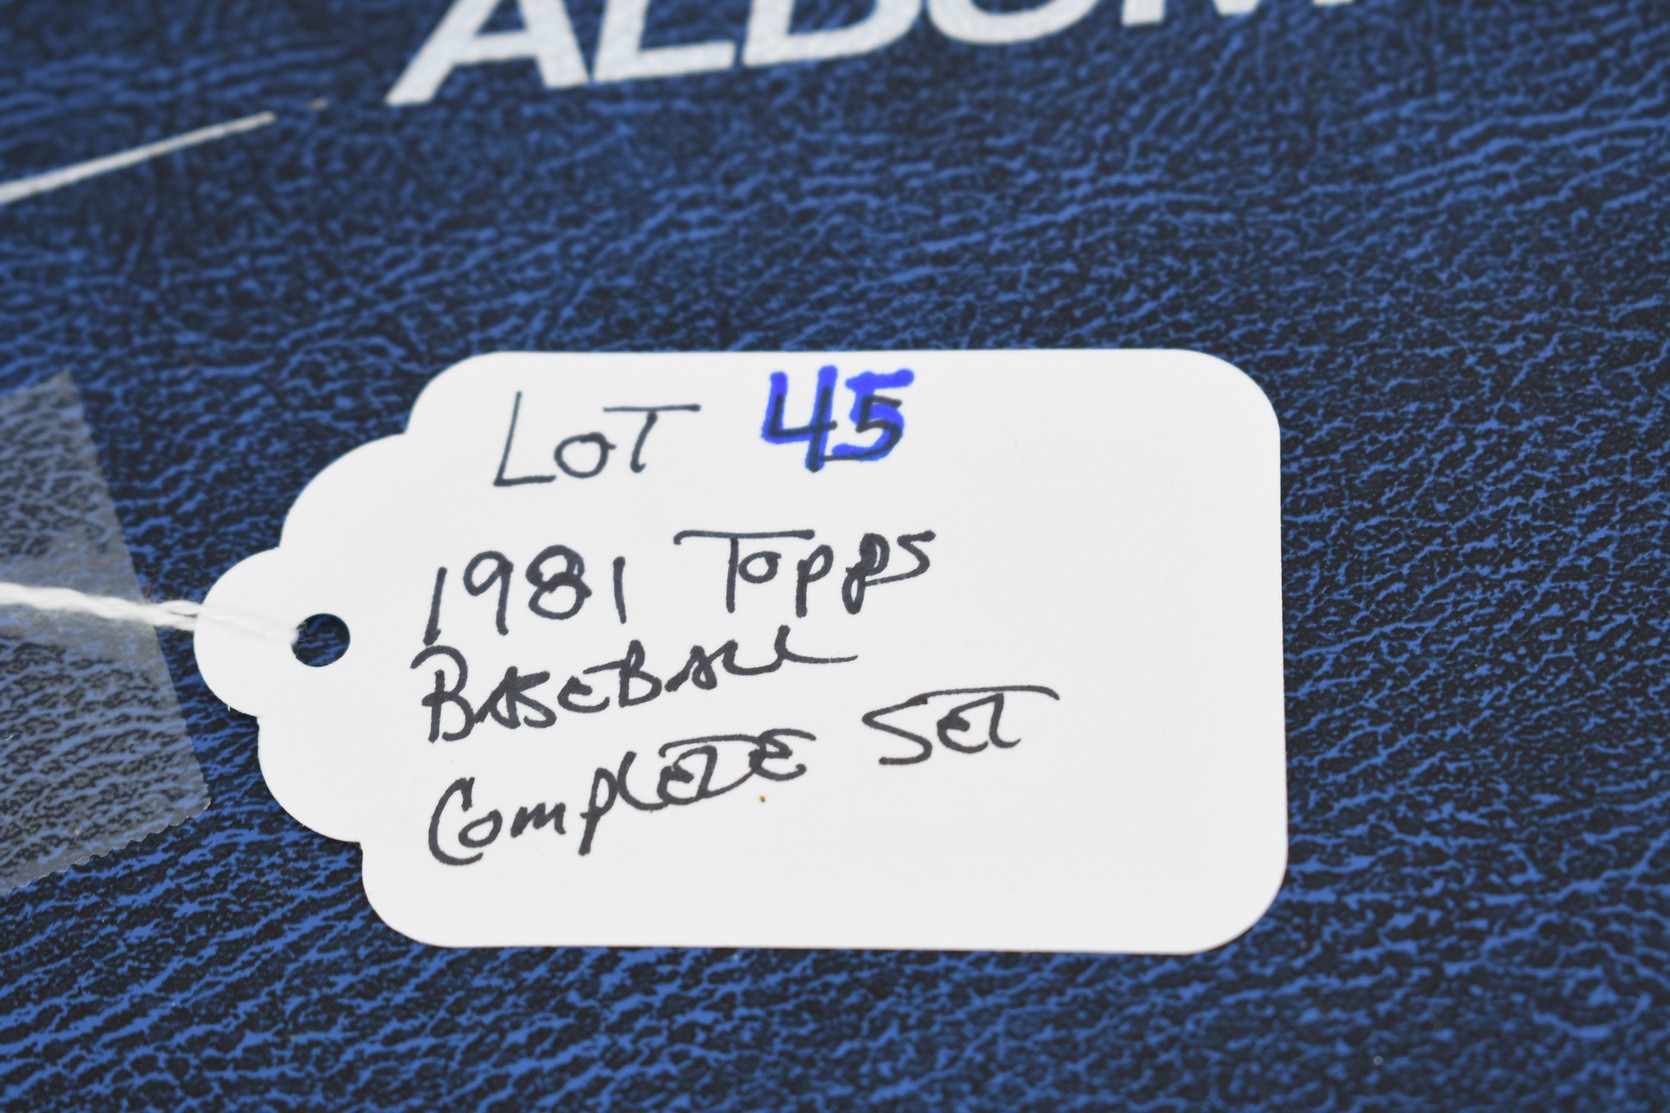 ALBUM
LOT 45
1981 Topps
BASEBALL
Complete Set